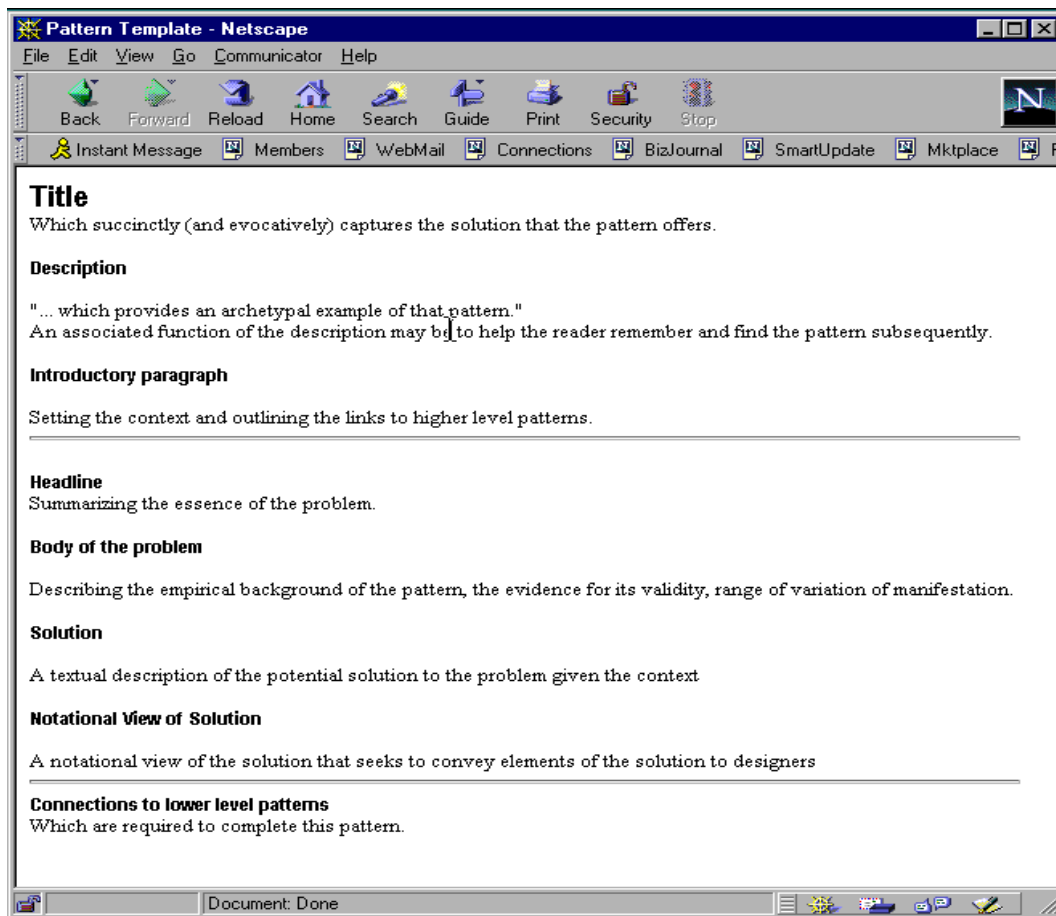 Pattern Template - Netscape
File Edit View Go Communicator Help
Back Forward Reload Home Search Guide Print Security Stop
N
Instant Message Members WebMail Connections BizJournal SmartUpdate Mktplace
Title
Which succinctly (and evocatively) captures the solution that the pattern offers.
Description
"... which provides an archetypal example of that pattern."
An associated function of the description may be to help the reader remember and find the pattern subsequently.
Introductory paragraph
Setting the context and outlining the links to higher level patterns.
Headline
Summarizing the essence of the problem.
Body of the problem
Describing the empirical background of the pattern, the evidence for its validity, range of variation of manifestation.
Solution
A textual description of the potential solution to the problem given the context
Notational View of Solution
A notational view of the solution that seeks to convey elements of the solution to designers
Connections to lower level patterns
Which are required to complete this pattern.
Document: Done